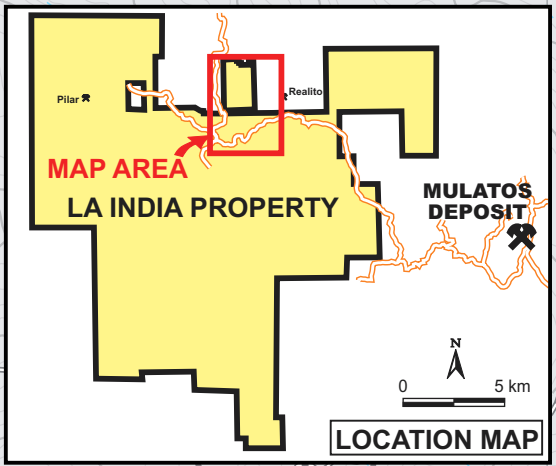 Pilar
Realito
MAP AREA
LA INDIA PROPERTY
MULATOS
DEPOSIT
N
0 5 km
LOCATION MAP